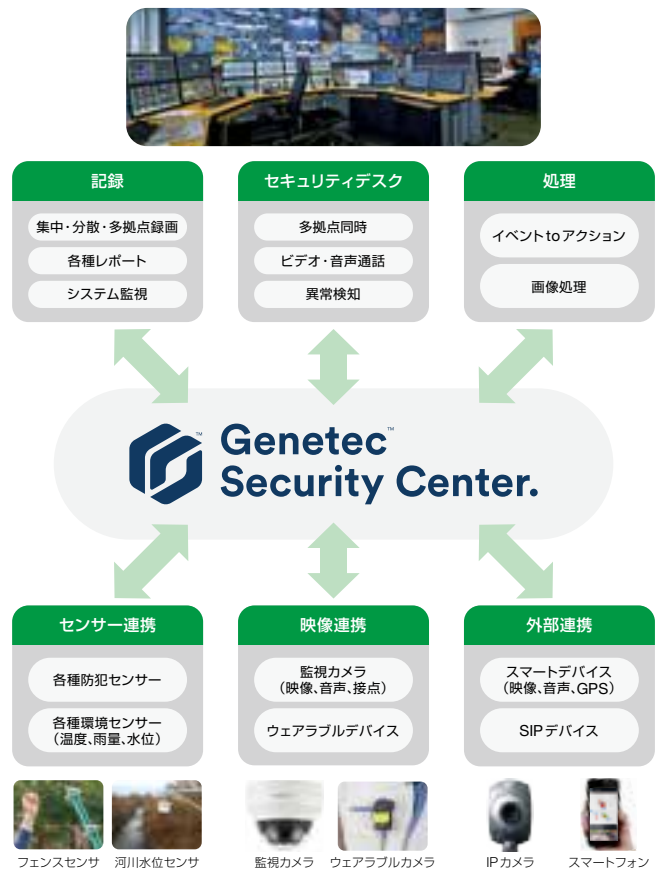 記録
集中・分散・多拠点録画
各種レポート
システム監視
セキュリティデスク
多拠点同時
ビデオ・音声通話
異常検知
処理
イベントtoアクション
画像処理
Genetec™
Security Center.
™
センサー連携
各種防犯センサー
各種環境センサー
（温度、雨量、水位）
映像連携
監視カメラ
（映像、音声、接点）
ウェアラブルデバイス
外部連携
スマートデバイス
（映像、音声、GPS）
SIPデバイス
フェンスセンサ
河川水位センサ
監視カメラ
ウェアラブルカメラ
IPカメラ
スマートフォン